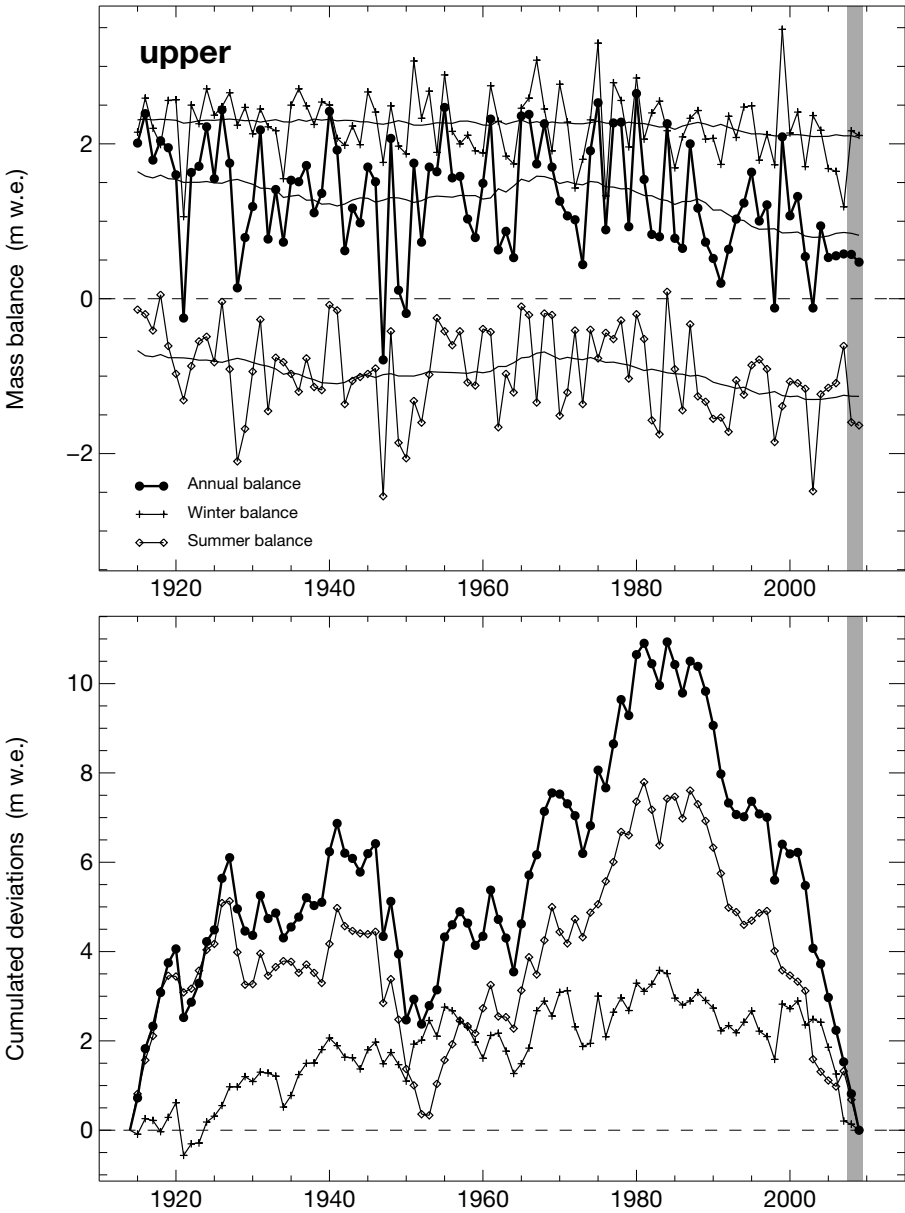 upper
Mass balance (m w.e.)
2
0
−2
Annual balance
Winter balance
Summer balance
1920 1940 1960 1980 2000
Cumulated deviations (m w.e.)
10
8
6
4
2
0
1920 1940 1960 1980 2000